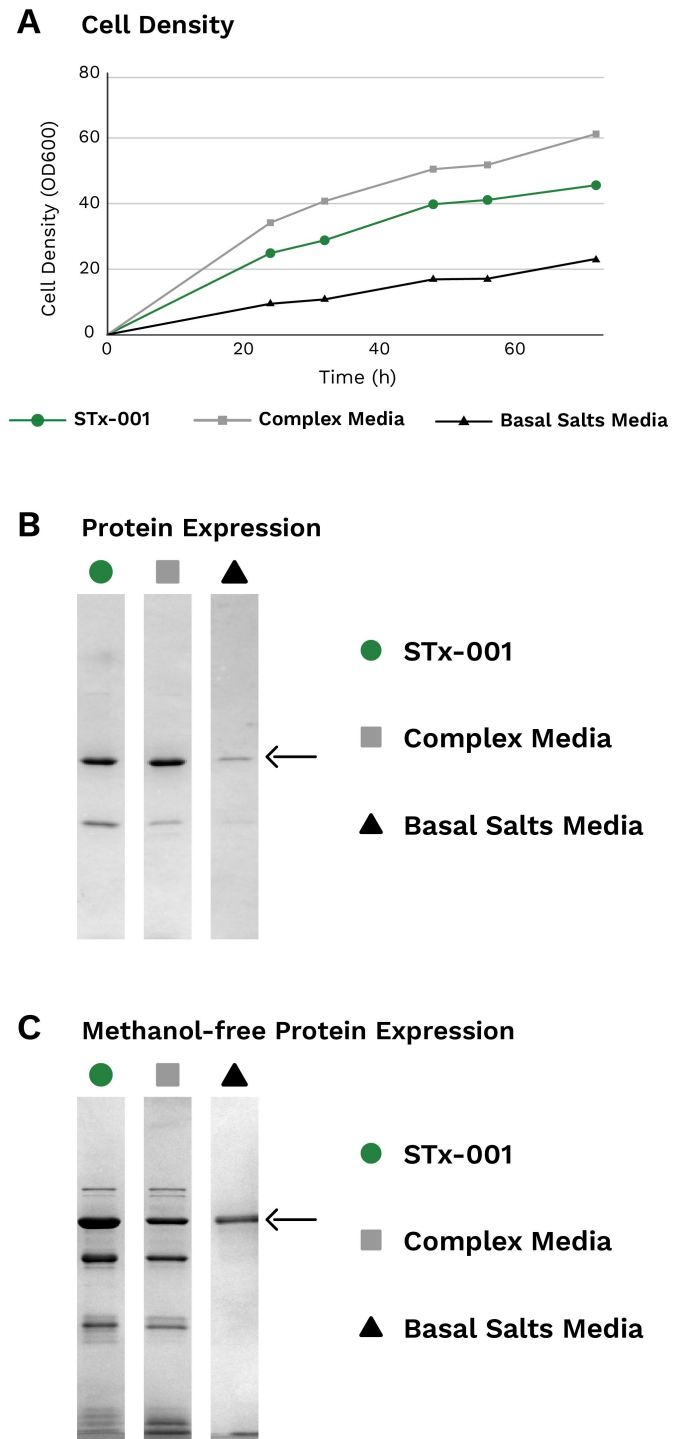 A Cell Density
80
60
40
20
0
Cell Density (OD600)
0 20 40 60
Time (h)
STx-001 Complex Media Basal Salts Media
B Protein Expression
STx-001
Complex Media
Basal Salts Media
C Methanol-free Protein Expression
STx-001
Complex Media
Basal Salts Media